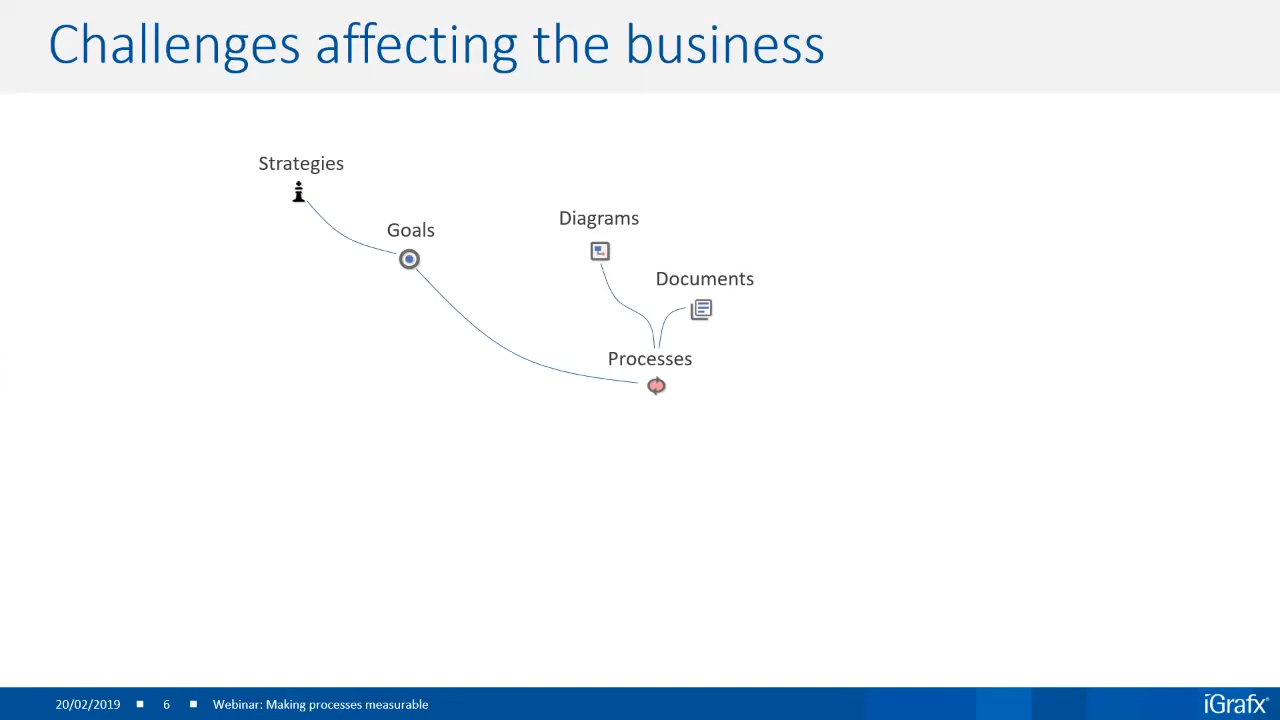 Challenges affecting the business
Strategies
Goals
Diagrams
Documents
Processes
20/02/2019 ▪ 6 ▪ Webinar: Making processes measurable
iGrafx®